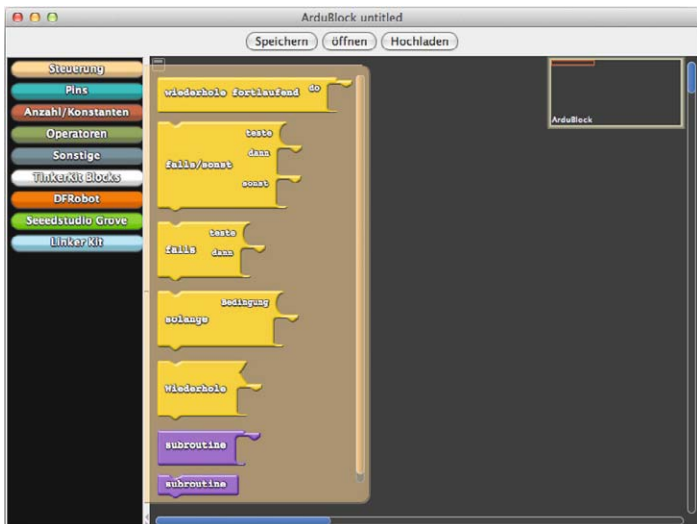 ArduBlock untitled
Speichern öffnen Hochladen
Steuerung
Pins
Anzahl/Konstanten
Operatoren
Sonstige
TinkerKit Blocks
DFRobot
Seeedstudio Grove
Linker Kit
wiederhole fortlaufend do
teste
dann
falls/sonst
sonst
teste
falls dann
Bedingung
solange
Wiederhole
subroutine
subroutine
ArduBlock